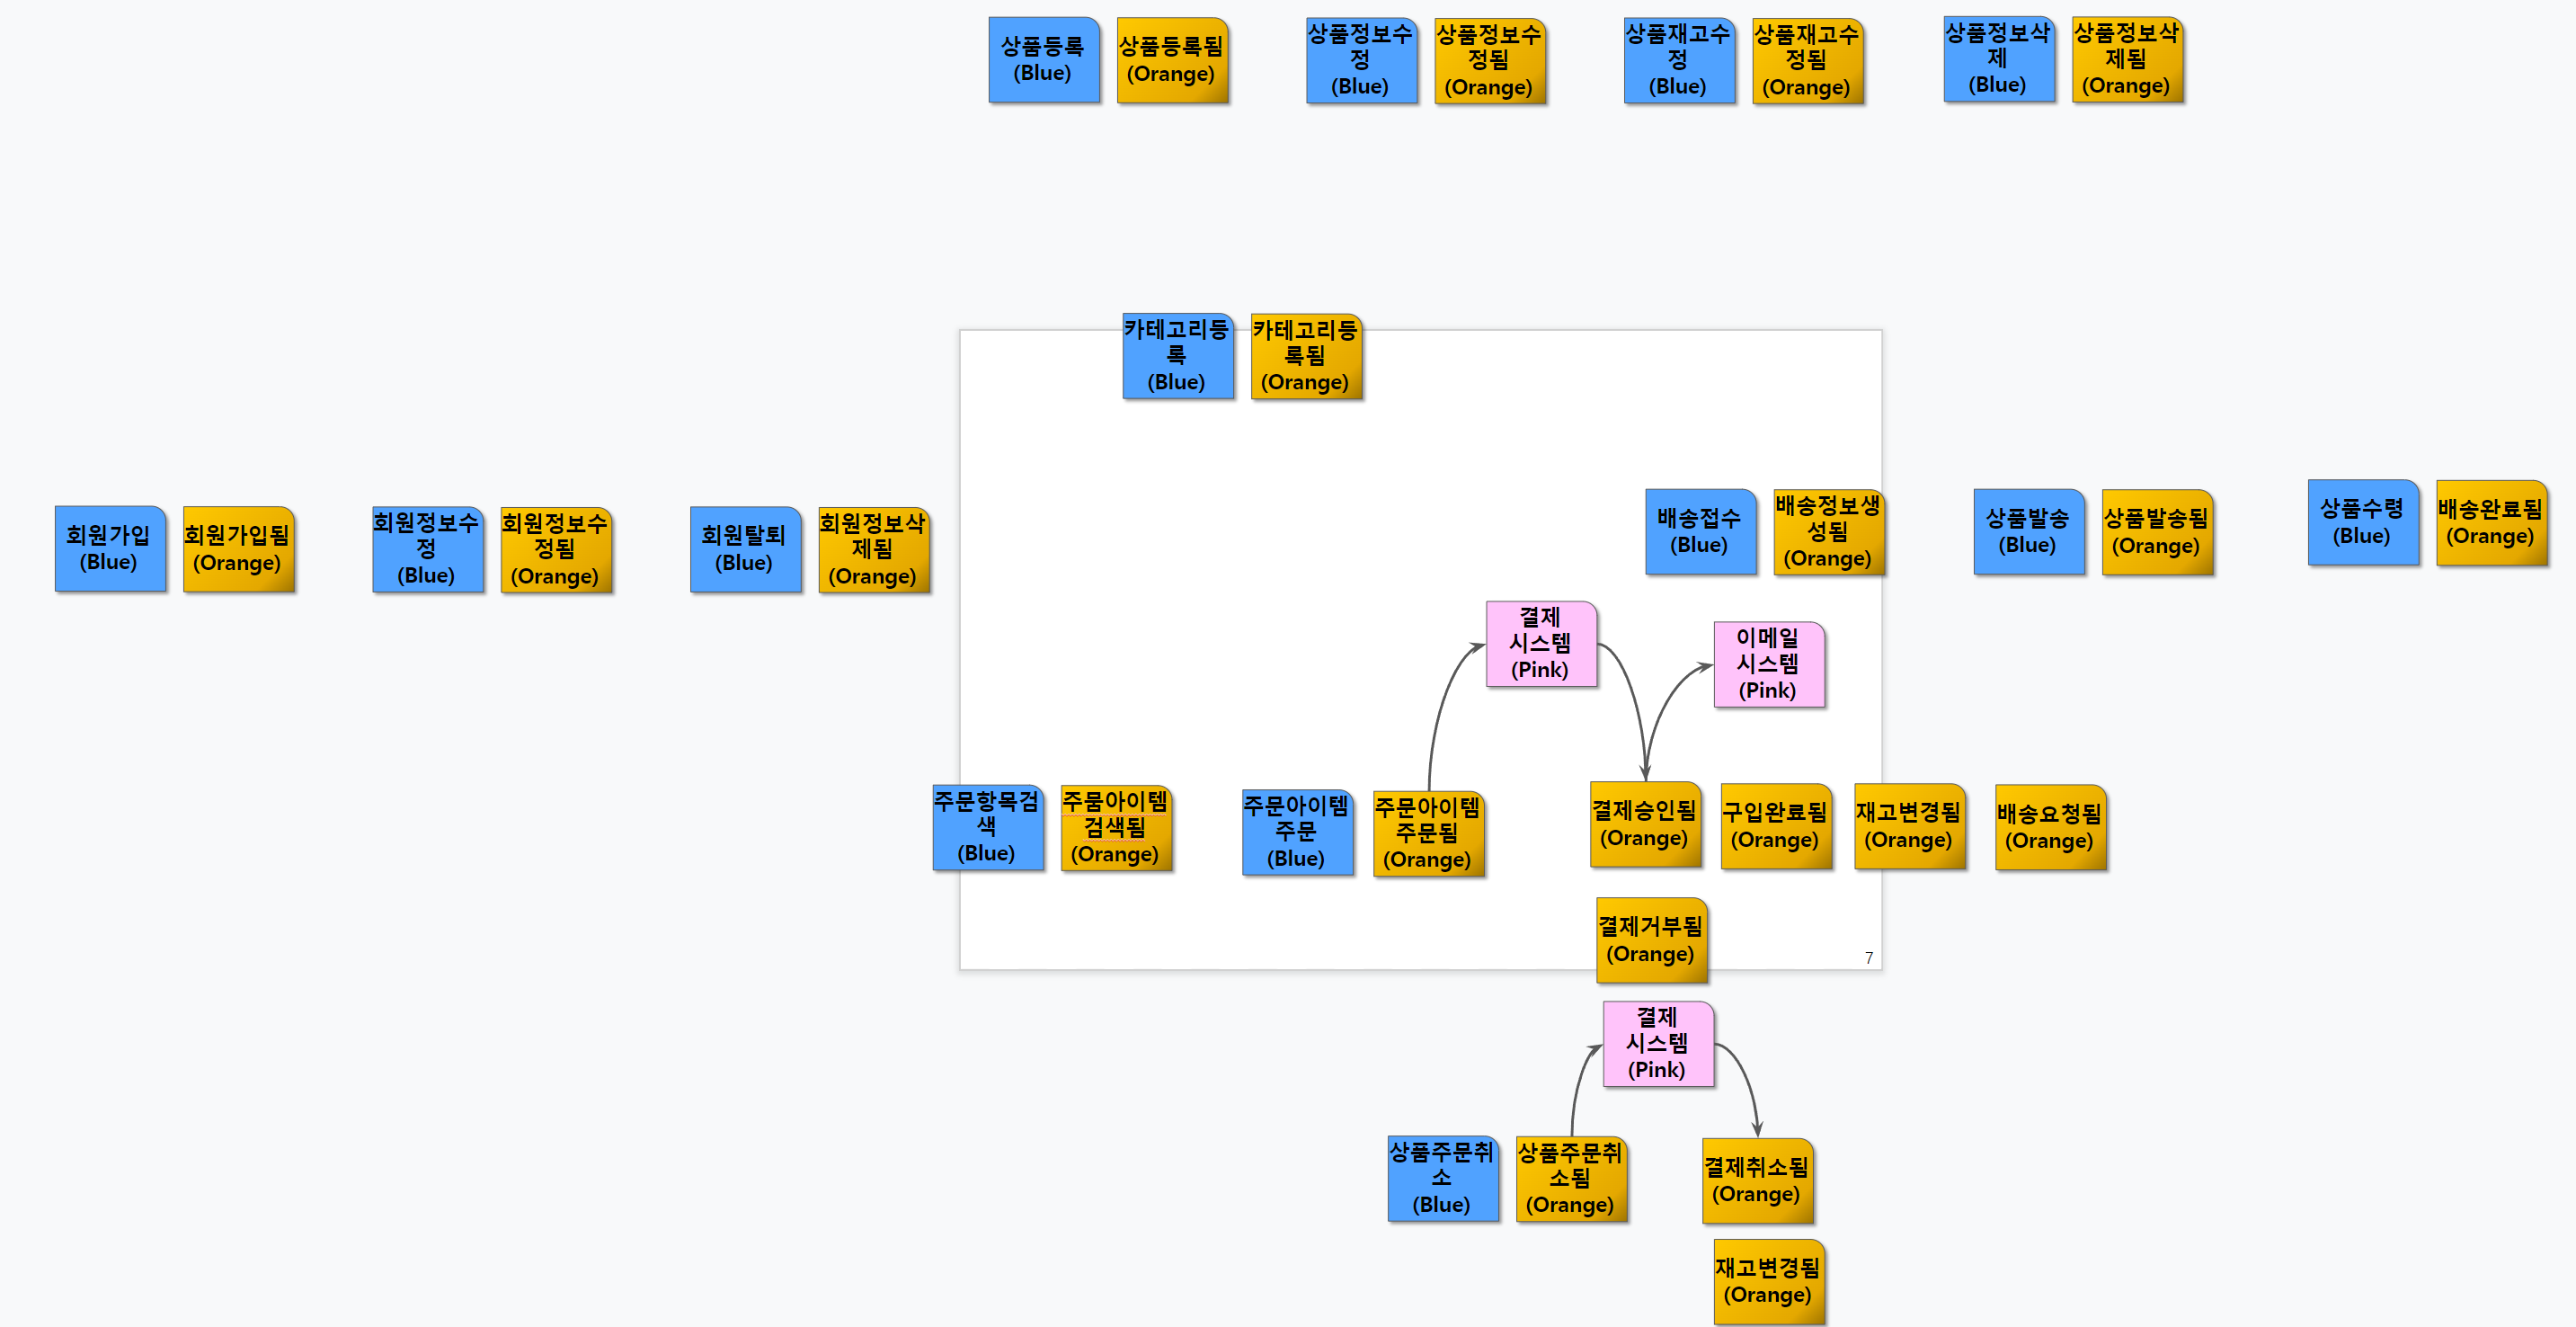 상품등록
(Blue)
상품등록됨
(Orange)
상품정보수
정
(Blue)
상품정보수
정됨
(Orange)
상품재고수
정
(Blue)
상품재고수
정됨
(Orange)
상품정보삭
제
(Blue)
상품정보삭
제됨
(Orange)
카테고리등
록
(Blue)
카테고리등
록됨
(Orange)
회원가입
(Blue)
회원가입됨
(Orange)
회원정보수
정
(Blue)
회원정보수
정됨
(Orange)
회원탈퇴
(Blue)
회원정보삭
제됨
(Orange)
배송접수
(Blue)
배송정보생
성됨
(Orange)
상품발송
(Blue)
상품발송됨
(Orange)
상품수령
(Blue)
배송완료됨
(Orange)
결제
시스템
(Pink)
이메일
시스템
(Pink)
주문항목검
색
(Blue)
주뭄아이템
검색됨
(Orange)
주문아이템
주문
(Blue)
주문아이템
주문됨
(Orange)
결제승인됨
(Orange)
구입완료됨
(Orange)
재고변경됨
(Orange)
배송요청됨
(Orange)
결제거부됨
(Orange)
7
결제
시스템
(Pink)
상품주문취
소
(Blue)
상품주문취
소됨
(Orange)
결제취소됨
(Orange)
재고변경됨
(Orange)